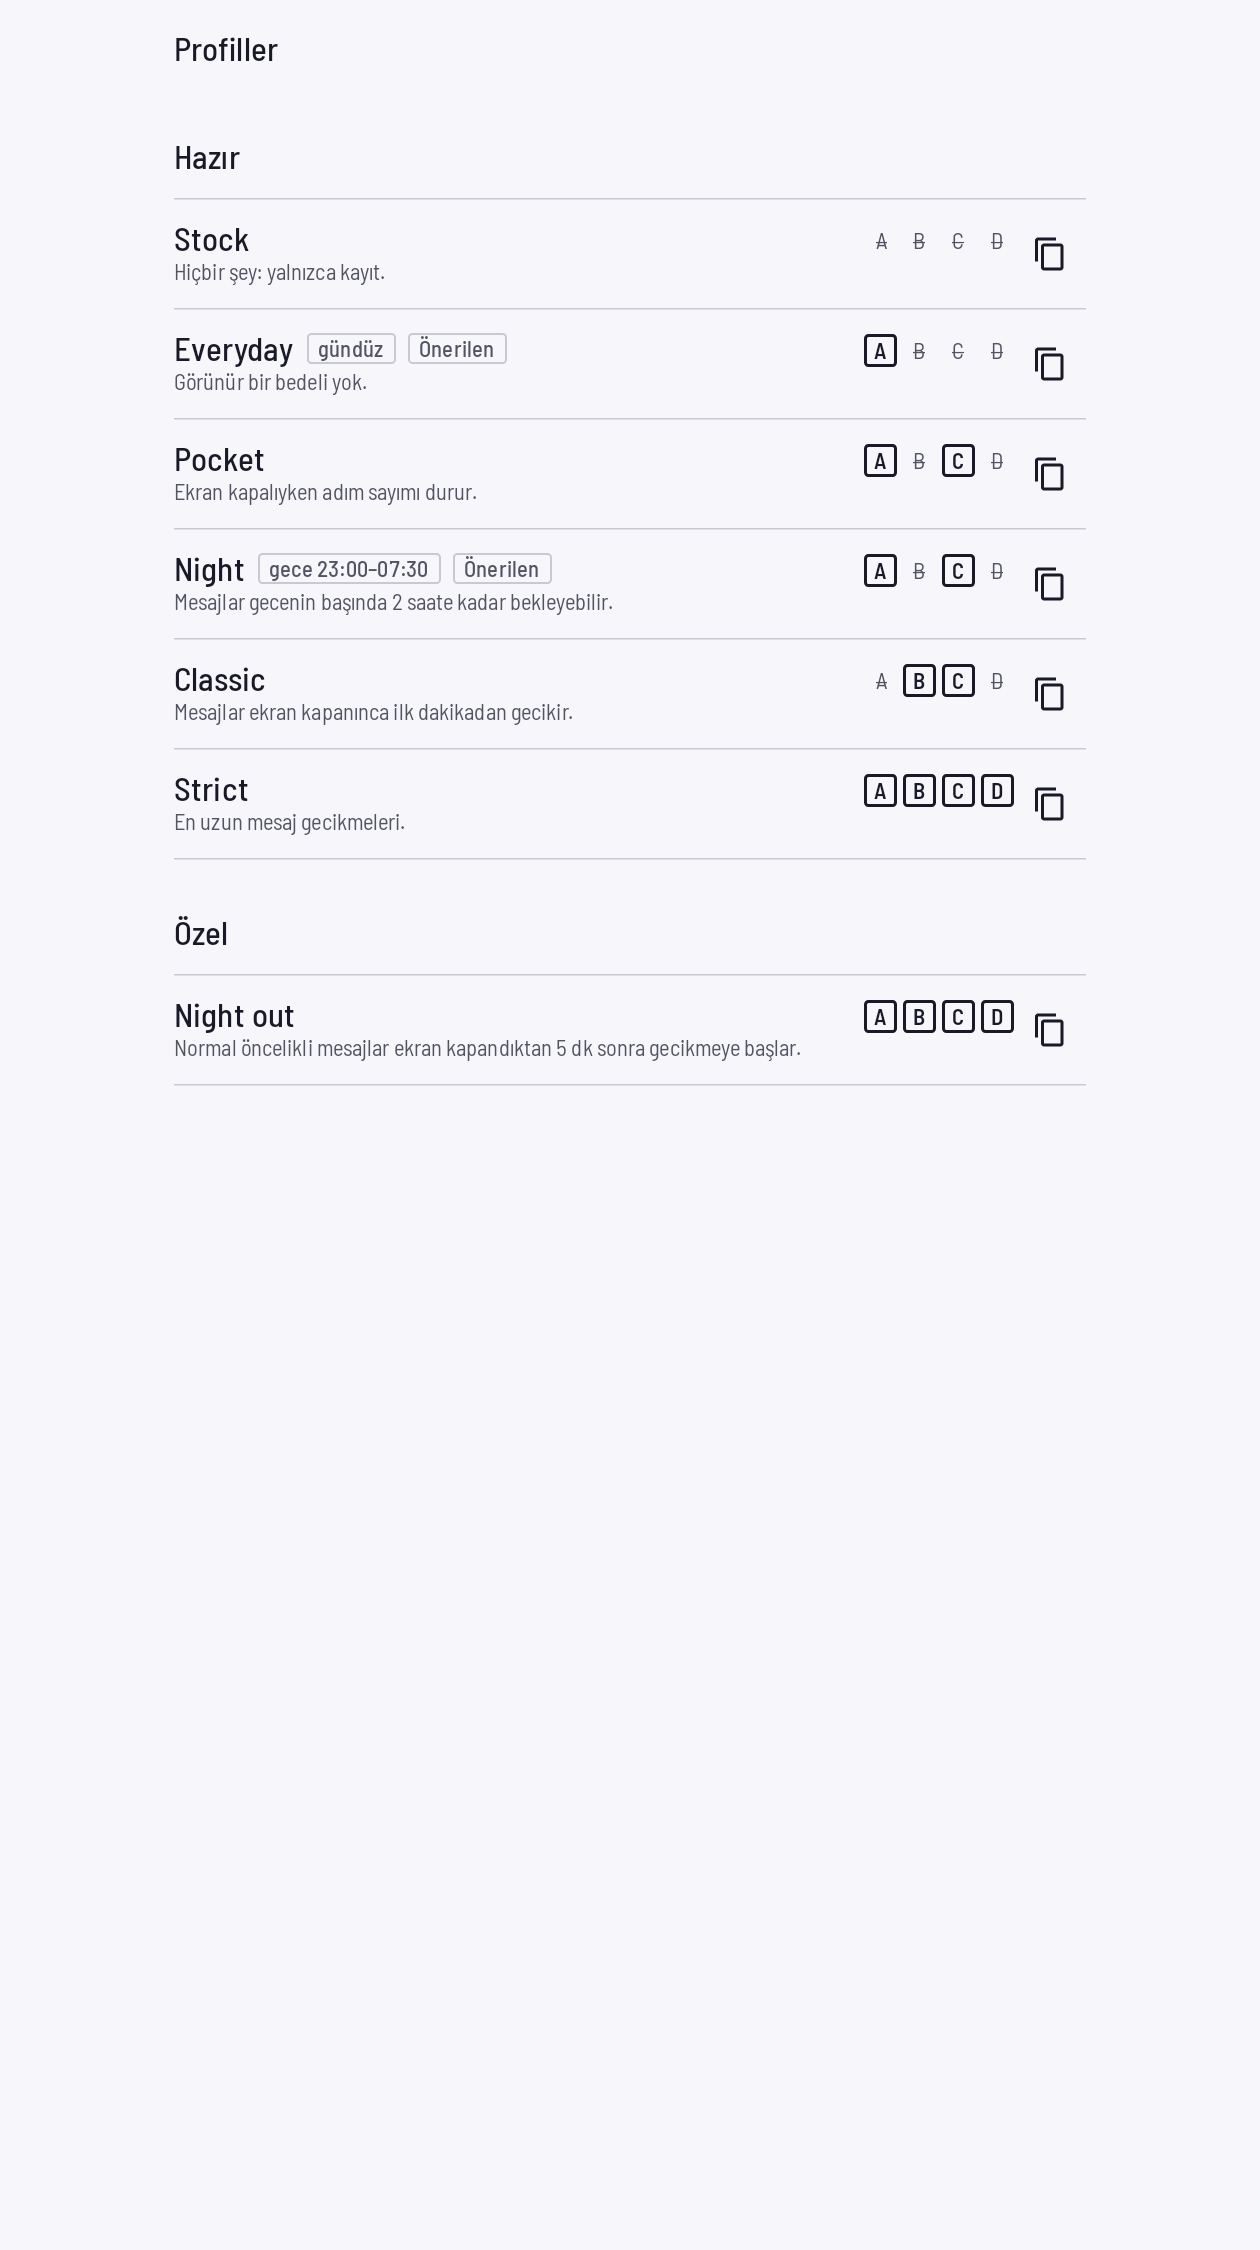 Profiller
Hazır
Stock A B C D
Hiçbir şey: yalnızca kayıt.
Everyday gündüz Önerilen A B C D
Görünür bir bedeli yok.
Pocket A B C D
Ekran kapalıyken adım sayımı durur.
Night gece 23:00–07:30 Önerilen A B C D
Mesajlar gecenin başında 2 saate kadar bekleyebilir.
Classic A B C D
Mesajlar ekran kapanınca ilk dakikadan gecikir.
Strict A B C D
En uzun mesaj gecikmeleri.
Özel
Night out A B C D
Normal öncelikli mesajlar ekran kapandıktan 5 dk sonra gecikmeye başlar.